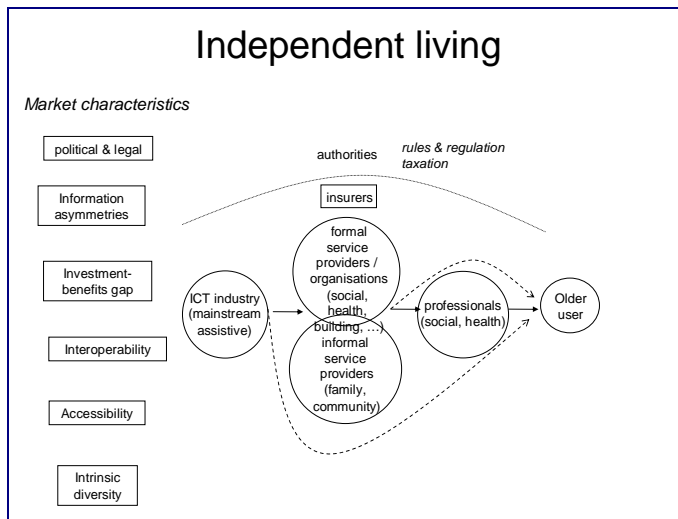 Independent living
Market characteristics
political & legal
Information
asymmetries
Investment-
benefits gap
Interoperability
Accessibility
Intrinsic
diversity
authorities
rules & regulation
taxation
insurers
formal
service
providers /
organisations
(social,
health,
building, ...)
informal
service
providers
(family,
community)
ICT industry
(mainstream
assistive)
professionals
(social, health)
Older
user